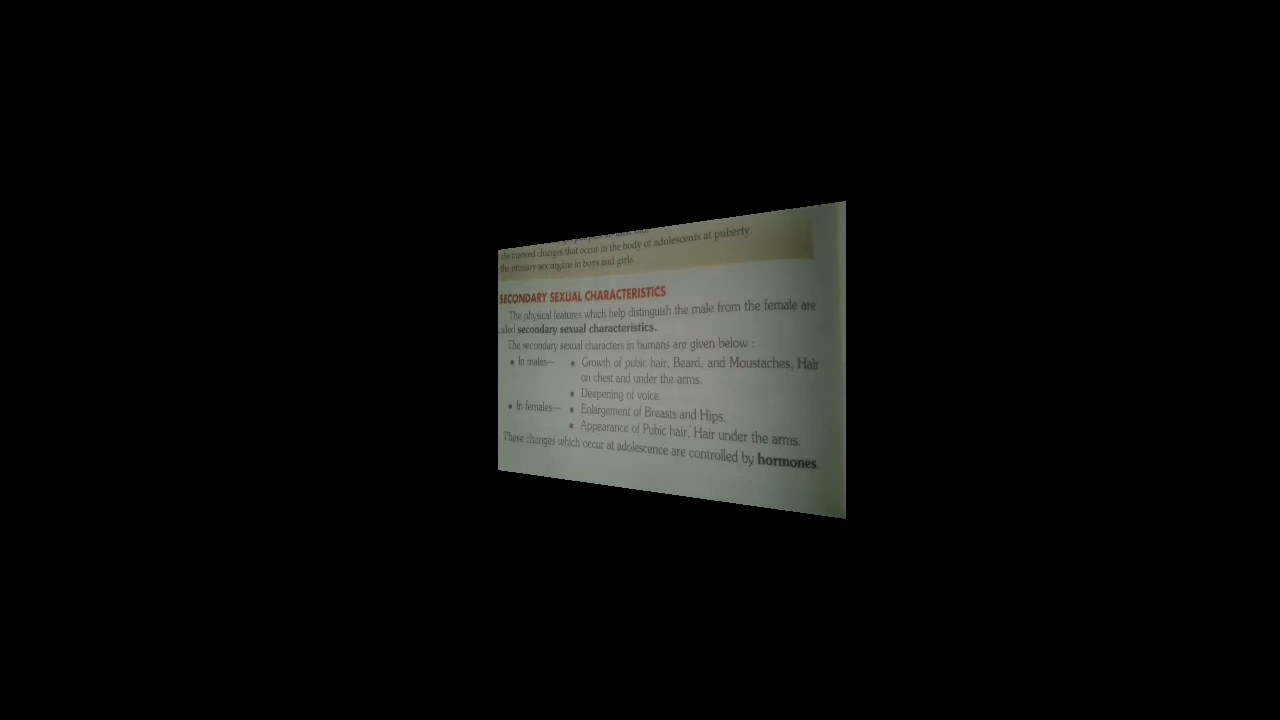 the marked changes that occur in the body of adolescents at puberty.
the primary sex organs in boys and girls.
SECONDARY SEXUAL CHARACTERISTICS
The physical features which help distinguish the male from the female are
alled secondary sexual characteristics.
The secondary sexual characters in humans are given below :
• In males— • Growth of pubic hair, Beard, and Moustaches, Hair
on chest and under the arms.
• Deepening of voice.
• In females— • Enlargement of Breasts and Hips.
• Appearance of Pubic hair, Hair under the arms.
These changes which occur at adolescence are controlled by hormones.